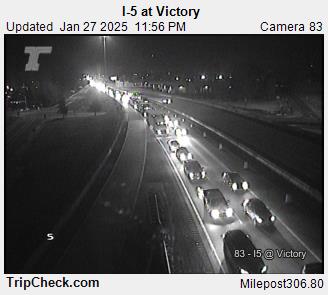 I-5 at Victory
Updated Jan 27 2025 11:56 PM Camera 83
T
S
83 - I5 @ Victory
TripCheck.com Milepost306.80